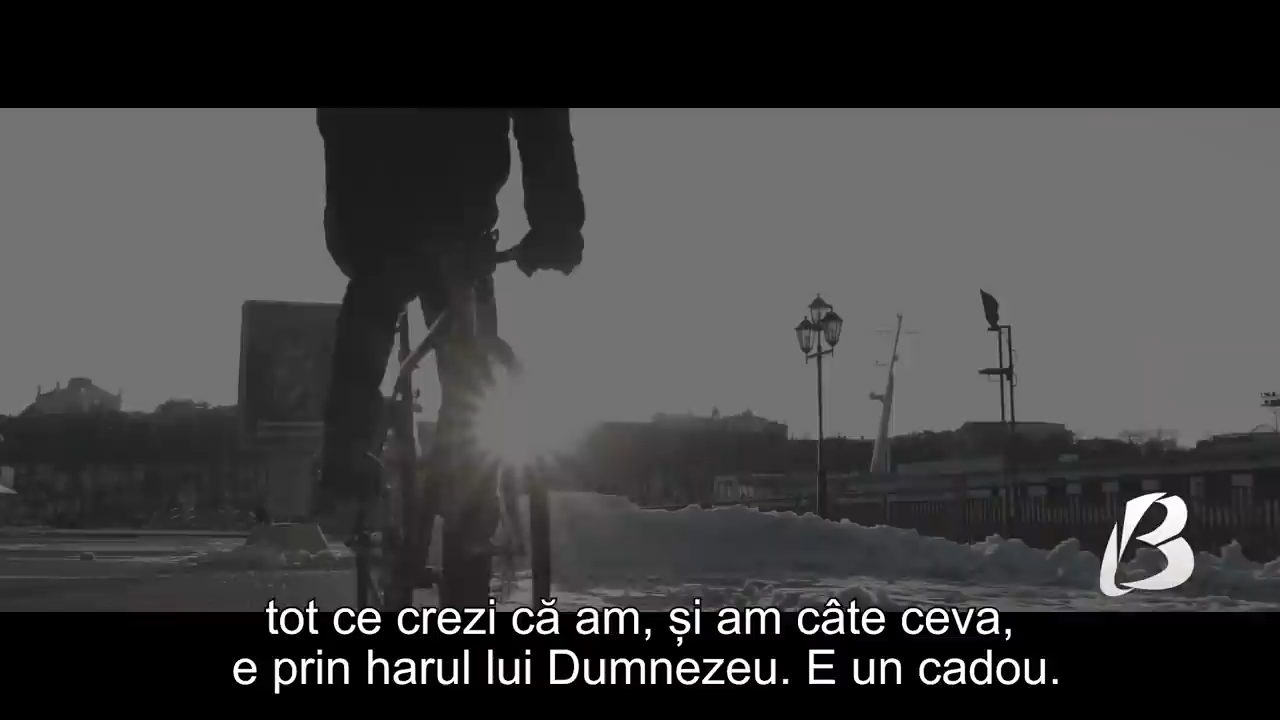 B
tot ce crezi că am, și am câte ceva,
e prin harul lui Dumnezeu. E un cadou.